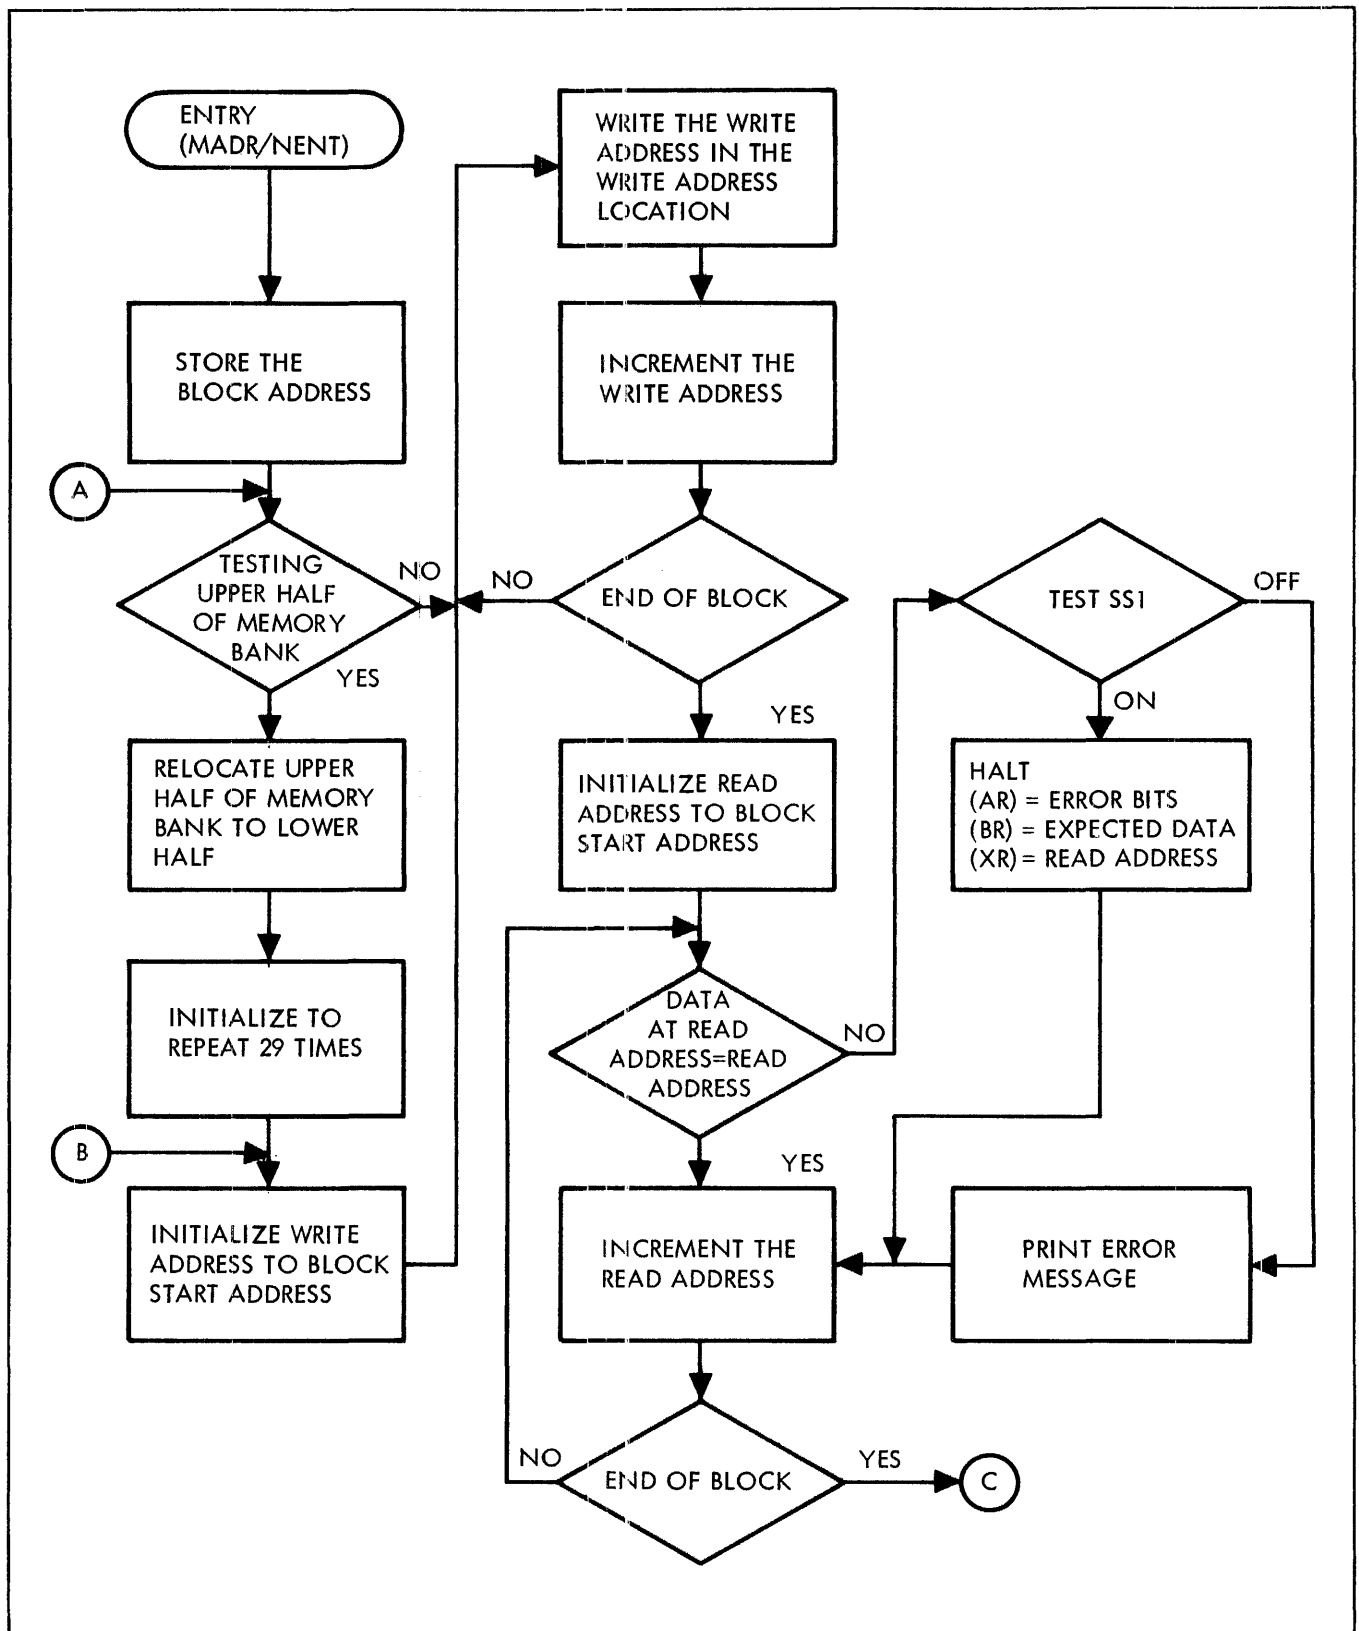 ENTRY
(MADR/NENT)
STORE THE
BLOCK ADDRESS
A
TESTING
UPPER HALF
OF MEMORY
BANK
NO
YES
RELOCATE UPPER
HALF OF MEMORY
BANK TO LOWER
HALF
INITIALIZE TO
REPEAT 29 TIMES
B
INITIALIZE WRITE
ADDRESS TO BLOCK
START ADDRESS
WRITE THE WRITE
ADDRESS IN THE
WRITE ADDRESS
LOCATION
INCREMENT THE
WRITE ADDRESS
NO
END OF BLOCK
YES
INITIALIZE READ
ADDRESS TO BLOCK
START ADDRESS
DATA
AT READ
ADDRESS=READ
ADDRESS
NO
YES
INCREMENT THE
READ ADDRESS
NO
END OF BLOCK
YES
C
TEST SS1
OFF
ON
HALT
(AR) = ERROR BITS
(BR) = EXPECTED DATA
(XR) = READ ADDRESS
PRINT ERROR
MESSAGE